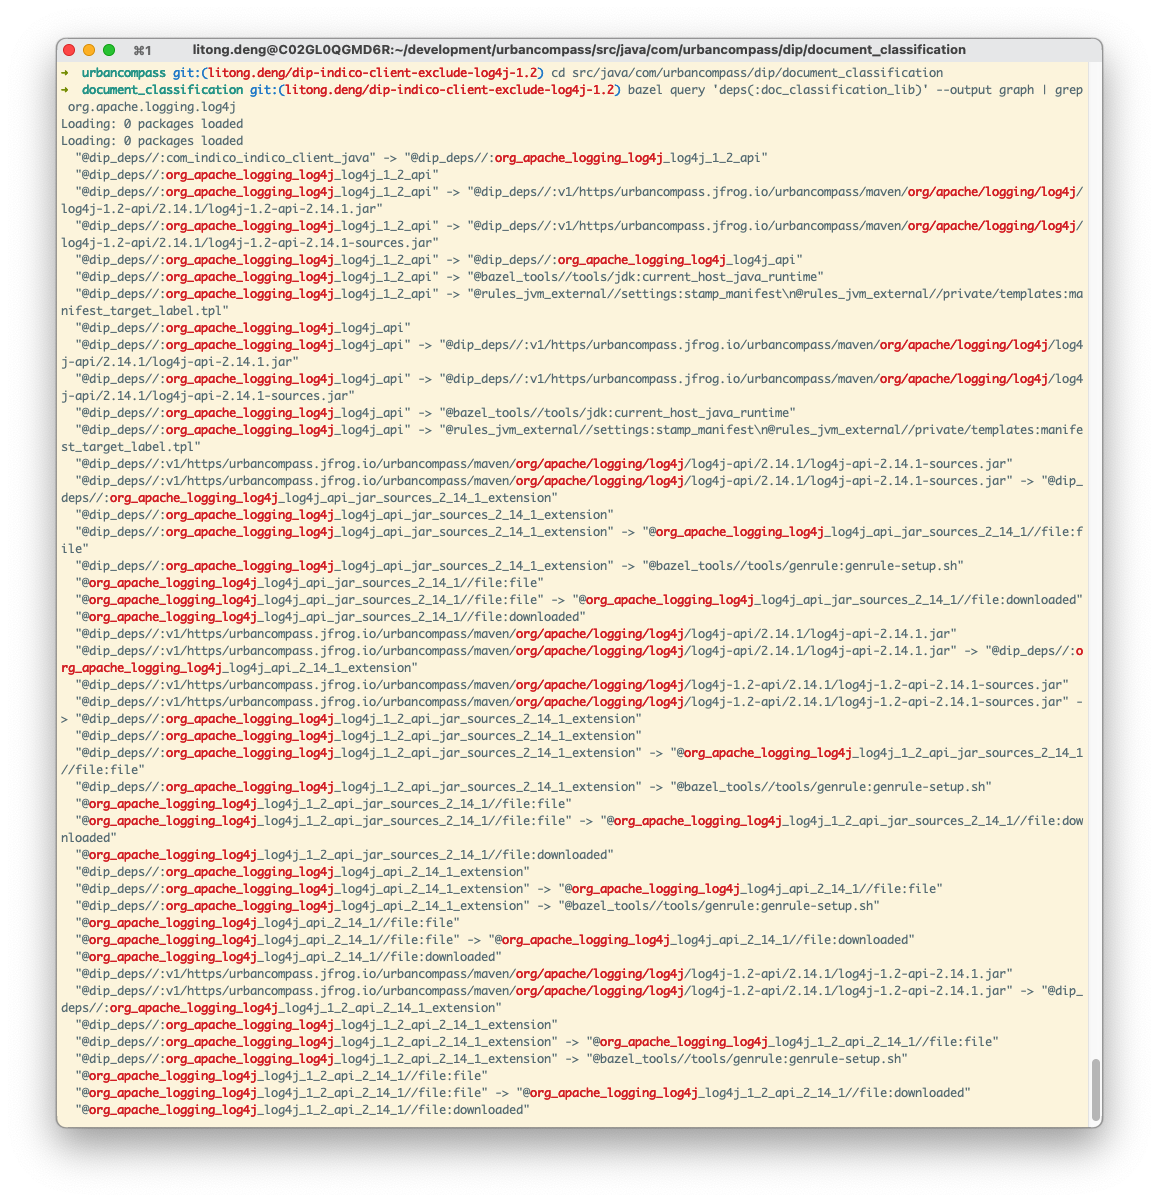 ⌘1 litong.deng@C02GL0QGMD6R:~/development/urbancompass/src/java/com/urbancompass/dip/document_classification
➜  urbancompass git:(litong.deng/dip-indico-client-exclude-log4j-1.2) cd src/java/com/urbancompass/dip/document_classification
➜  document_classification git:(litong.deng/dip-indico-client-exclude-log4j-1.2) bazel query 'deps(:doc_classification_lib)' --output graph | grep
 org.apache.logging.log4j
Loading: 0 packages loaded
Loading: 0 packages loaded
  "@dip_deps//:com_indico_indico_client_java" -> "@dip_deps//:org_apache_logging_log4j_log4j_1_2_api"
  "@dip_deps//:org_apache_logging_log4j_log4j_1_2_api"
  "@dip_deps//:org_apache_logging_log4j_log4j_1_2_api" -> "@dip_deps//:v1/https/urbancompass.jfrog.io/urbancompass/maven/org/apache/logging/log4j/
log4j-1.2-api/2.14.1/log4j-1.2-api-2.14.1.jar"
  "@dip_deps//:org_apache_logging_log4j_log4j_1_2_api" -> "@dip_deps//:v1/https/urbancompass.jfrog.io/urbancompass/maven/org/apache/logging/log4j/
log4j-1.2-api/2.14.1/log4j-1.2-api-2.14.1-sources.jar"
  "@dip_deps//:org_apache_logging_log4j_log4j_1_2_api" -> "@dip_deps//:org_apache_logging_log4j_log4j_api"
  "@dip_deps//:org_apache_logging_log4j_log4j_1_2_api" -> "@bazel_tools//tools/jdk:current_host_java_runtime"
  "@dip_deps//:org_apache_logging_log4j_log4j_1_2_api" -> "@rules_jvm_external//settings:stamp_manifest\n@rules_jvm_external//private/templates:ma
nifest_target_label.tpl"
  "@dip_deps//:org_apache_logging_log4j_log4j_api"
  "@dip_deps//:org_apache_logging_log4j_log4j_api" -> "@dip_deps//:v1/https/urbancompass.jfrog.io/urbancompass/maven/org/apache/logging/log4j/log4
j-api/2.14.1/log4j-api-2.14.1.jar"
  "@dip_deps//:org_apache_logging_log4j_log4j_api" -> "@dip_deps//:v1/https/urbancompass.jfrog.io/urbancompass/maven/org/apache/logging/log4j/log4
j-api/2.14.1/log4j-api-2.14.1-sources.jar"
  "@dip_deps//:org_apache_logging_log4j_log4j_api" -> "@bazel_tools//tools/jdk:current_host_java_runtime"
  "@dip_deps//:org_apache_logging_log4j_log4j_api" -> "@rules_jvm_external//settings:stamp_manifest\n@rules_jvm_external//private/templates:manife
st_target_label.tpl"
  "@dip_deps//:v1/https/urbancompass.jfrog.io/urbancompass/maven/org/apache/logging/log4j/log4j-api/2.14.1/log4j-api-2.14.1-sources.jar"
  "@dip_deps//:v1/https/urbancompass.jfrog.io/urbancompass/maven/org/apache/logging/log4j/log4j-api/2.14.1/log4j-api-2.14.1-sources.jar" -> "@dip_
deps//:org_apache_logging_log4j_log4j_api_jar_sources_2_14_1_extension"
  "@dip_deps//:org_apache_logging_log4j_log4j_api_jar_sources_2_14_1_extension"
  "@dip_deps//:org_apache_logging_log4j_log4j_api_jar_sources_2_14_1_extension" -> "@org_apache_logging_log4j_log4j_api_jar_sources_2_14_1//file:f
ile"
  "@dip_deps//:org_apache_logging_log4j_log4j_api_jar_sources_2_14_1_extension" -> "@bazel_tools//tools/genrule:genrule-setup.sh"
  "@org_apache_logging_log4j_log4j_api_jar_sources_2_14_1//file:file"
  "@org_apache_logging_log4j_log4j_api_jar_sources_2_14_1//file:file" -> "@org_apache_logging_log4j_log4j_api_jar_sources_2_14_1//file:downloaded"
  "@org_apache_logging_log4j_log4j_api_jar_sources_2_14_1//file:downloaded"
  "@dip_deps//:v1/https/urbancompass.jfrog.io/urbancompass/maven/org/apache/logging/log4j/log4j-api/2.14.1/log4j-api-2.14.1.jar"
  "@dip_deps//:v1/https/urbancompass.jfrog.io/urbancompass/maven/org/apache/logging/log4j/log4j-api/2.14.1/log4j-api-2.14.1.jar" -> "@dip_deps//:o
rg_apache_logging_log4j_log4j_api_2_14_1_extension"
  "@dip_deps//:v1/https/urbancompass.jfrog.io/urbancompass/maven/org/apache/logging/log4j/log4j-1.2-api/2.14.1/log4j-1.2-api-2.14.1-sources.jar"
  "@dip_deps//:v1/https/urbancompass.jfrog.io/urbancompass/maven/org/apache/logging/log4j/log4j-1.2-api/2.14.1/log4j-1.2-api-2.14.1-sources.jar" -
> "@dip_deps//:org_apache_logging_log4j_log4j_1_2_api_jar_sources_2_14_1_extension"
  "@dip_deps//:org_apache_logging_log4j_log4j_1_2_api_jar_sources_2_14_1_extension"
  "@dip_deps//:org_apache_logging_log4j_log4j_1_2_api_jar_sources_2_14_1_extension" -> "@org_apache_logging_log4j_log4j_1_2_api_jar_sources_2_14_1
//file:file"
  "@dip_deps//:org_apache_logging_log4j_log4j_1_2_api_jar_sources_2_14_1_extension" -> "@bazel_tools//tools/genrule:genrule-setup.sh"
  "@org_apache_logging_log4j_log4j_1_2_api_jar_sources_2_14_1//file:file"
  "@org_apache_logging_log4j_log4j_1_2_api_jar_sources_2_14_1//file:file" -> "@org_apache_logging_log4j_log4j_1_2_api_jar_sources_2_14_1//file:dow
nloaded"
  "@org_apache_logging_log4j_log4j_1_2_api_jar_sources_2_14_1//file:downloaded"
  "@dip_deps//:org_apache_logging_log4j_log4j_api_2_14_1_extension"
  "@dip_deps//:org_apache_logging_log4j_log4j_api_2_14_1_extension" -> "@org_apache_logging_log4j_log4j_api_2_14_1//file:file"
  "@dip_deps//:org_apache_logging_log4j_log4j_api_2_14_1_extension" -> "@bazel_tools//tools/genrule:genrule-setup.sh"
  "@org_apache_logging_log4j_log4j_api_2_14_1//file:file"
  "@org_apache_logging_log4j_log4j_api_2_14_1//file:file" -> "@org_apache_logging_log4j_log4j_api_2_14_1//file:downloaded"
  "@org_apache_logging_log4j_log4j_api_2_14_1//file:downloaded"
  "@dip_deps//:v1/https/urbancompass.jfrog.io/urbancompass/maven/org/apache/logging/log4j/log4j-1.2-api/2.14.1/log4j-1.2-api-2.14.1.jar"
  "@dip_deps//:v1/https/urbancompass.jfrog.io/urbancompass/maven/org/apache/logging/log4j/log4j-1.2-api/2.14.1/log4j-1.2-api-2.14.1.jar" -> "@dip_
deps//:org_apache_logging_log4j_log4j_1_2_api_2_14_1_extension"
  "@dip_deps//:org_apache_logging_log4j_log4j_1_2_api_2_14_1_extension"
  "@dip_deps//:org_apache_logging_log4j_log4j_1_2_api_2_14_1_extension" -> "@org_apache_logging_log4j_log4j_1_2_api_2_14_1//file:file"
  "@dip_deps//:org_apache_logging_log4j_log4j_1_2_api_2_14_1_extension" -> "@bazel_tools//tools/genrule:genrule-setup.sh"
  "@org_apache_logging_log4j_log4j_1_2_api_2_14_1//file:file"
  "@org_apache_logging_log4j_log4j_1_2_api_2_14_1//file:file" -> "@org_apache_logging_log4j_log4j_1_2_api_2_14_1//file:downloaded"
  "@org_apache_logging_log4j_log4j_1_2_api_2_14_1//file:downloaded"